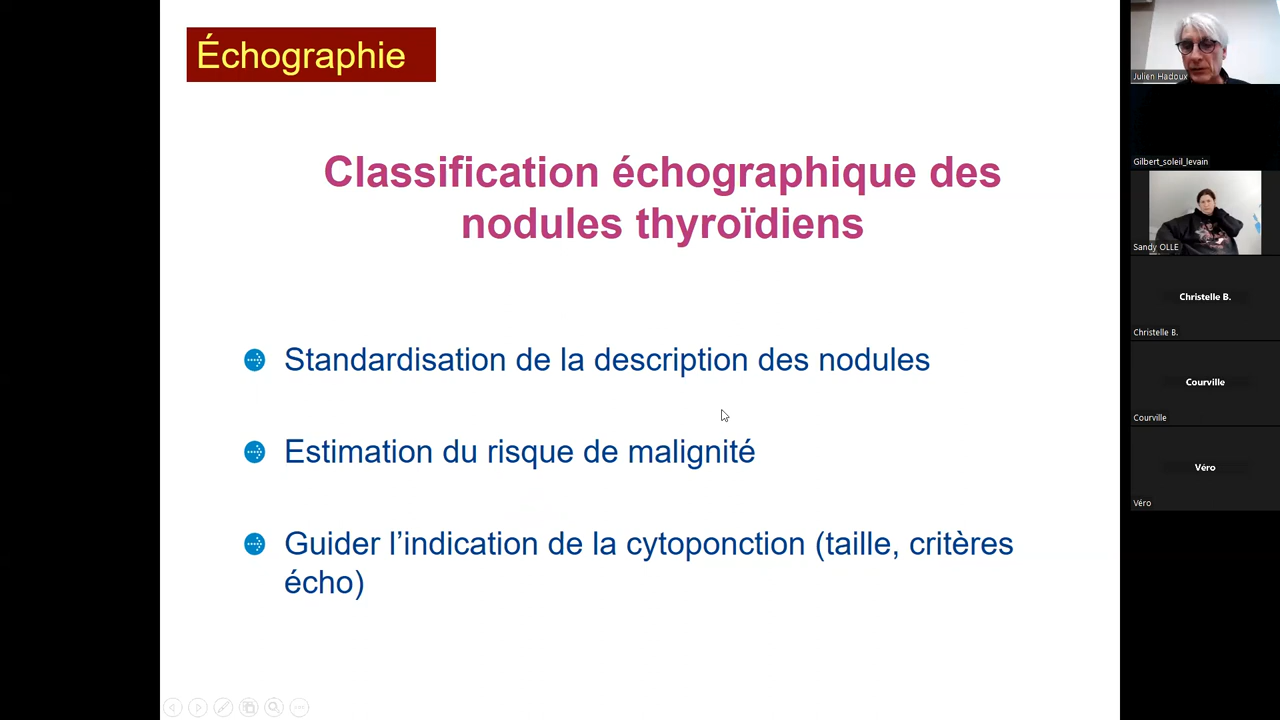 Échographie
Classification échographique des
nodules thyroïdiens
Standardisation de la description des nodules
Estimation du risque de malignité
Guider l’indication de la cytoponction (taille, critères
écho)
Julien Hadoux
Gilbert_soleil_levain
Sandy OLLE
Christelle B.
Christelle B.
Courville
Courville
Véro
Véro